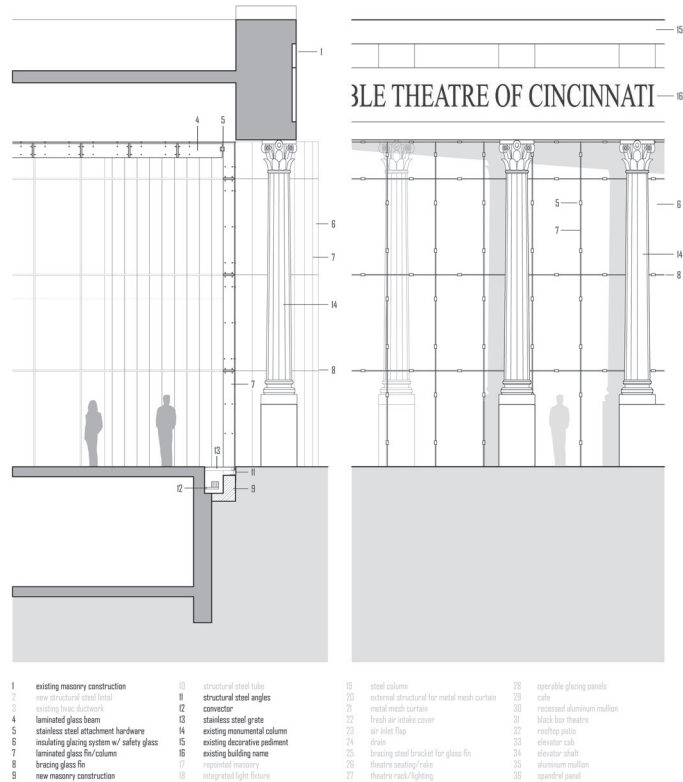 1
15
BLE THEATRE OF CINCINNATI
16
4
5
6
7
14
8
5
7
6
14
8
7
13
11
12
9
1 existing masonry construction
2 new structural steel lintel
3 existing hvac ductwork
4 laminated glass beam
5 stainless steel attachment hardware
6 insulating glazing system w/ safety glass
7 laminated glass fin/column
8 bracing glass fin
9 new masonry construction
10 structural steel tube
11 structural steel angles
12 convector
13 stainless steel grate
14 existing monumental column
15 existing decorative pediment
16 existing building name
17 repointed masonry
18 integrated light fixture
19 steel column
20 external structural for metal mesh curtain
21 metal mesh curtain
22 fresh air intake cover
23 air inlet flap
24 drain
25 bracing steel bracket for glass fin
26 theatre seating/rake
27 theatre rack/lighting
28 operable glazing panels
29 cafe
30 recessed aluminum mullion
31 black box theatre
32 rooftop patio
33 elevator cab
34 elevator shaft
35 aluminum mullion
36 spandrel panel